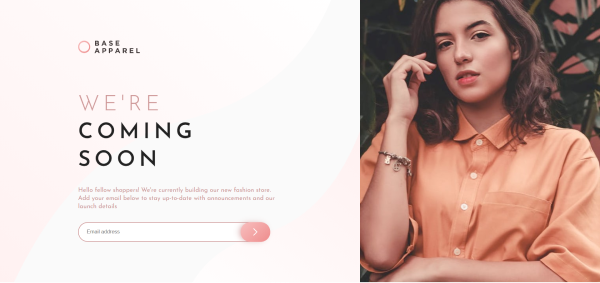 BASE
APPAREL
WE'RE
COMING
SOON
Hello fellow shoppers! We're currently building our new fashion store.
Add your email below to stay up-to-date with announcements and our
launch details
Email address